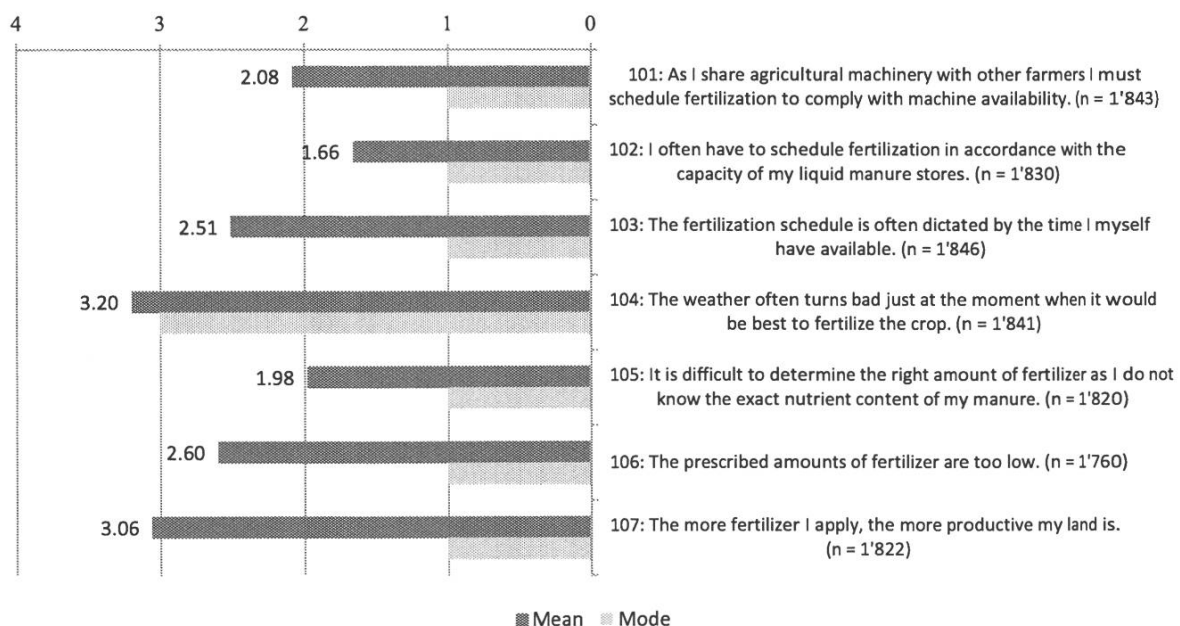 4 3 2 1 0
2.08
101: As I share agricultural machinery with other farmers I must
schedule fertilization to comply with machine availability. (n = 1'843)
1.66
102: I often have to schedule fertilization in accordance with the
capacity of my liquid manure stores. (n = 1'830)
2.51
103: The fertilization schedule is often dictated by the time I myself
have available. (n = 1'846)
3.20
104: The weather often turns bad just at the moment when it would
be best to fertilize the crop. (n = 1'841)
1.98
105: It is difficult to determine the right amount of fertilizer as I do not
know the exact nutrient content of my manure. (n = 1'820)
2.60
106: The prescribed amounts of fertilizer are too low. (n = 1'760)
3.06
107: The more fertilizer I apply, the more productive my land is.
(n = 1'822)
Mean Mode